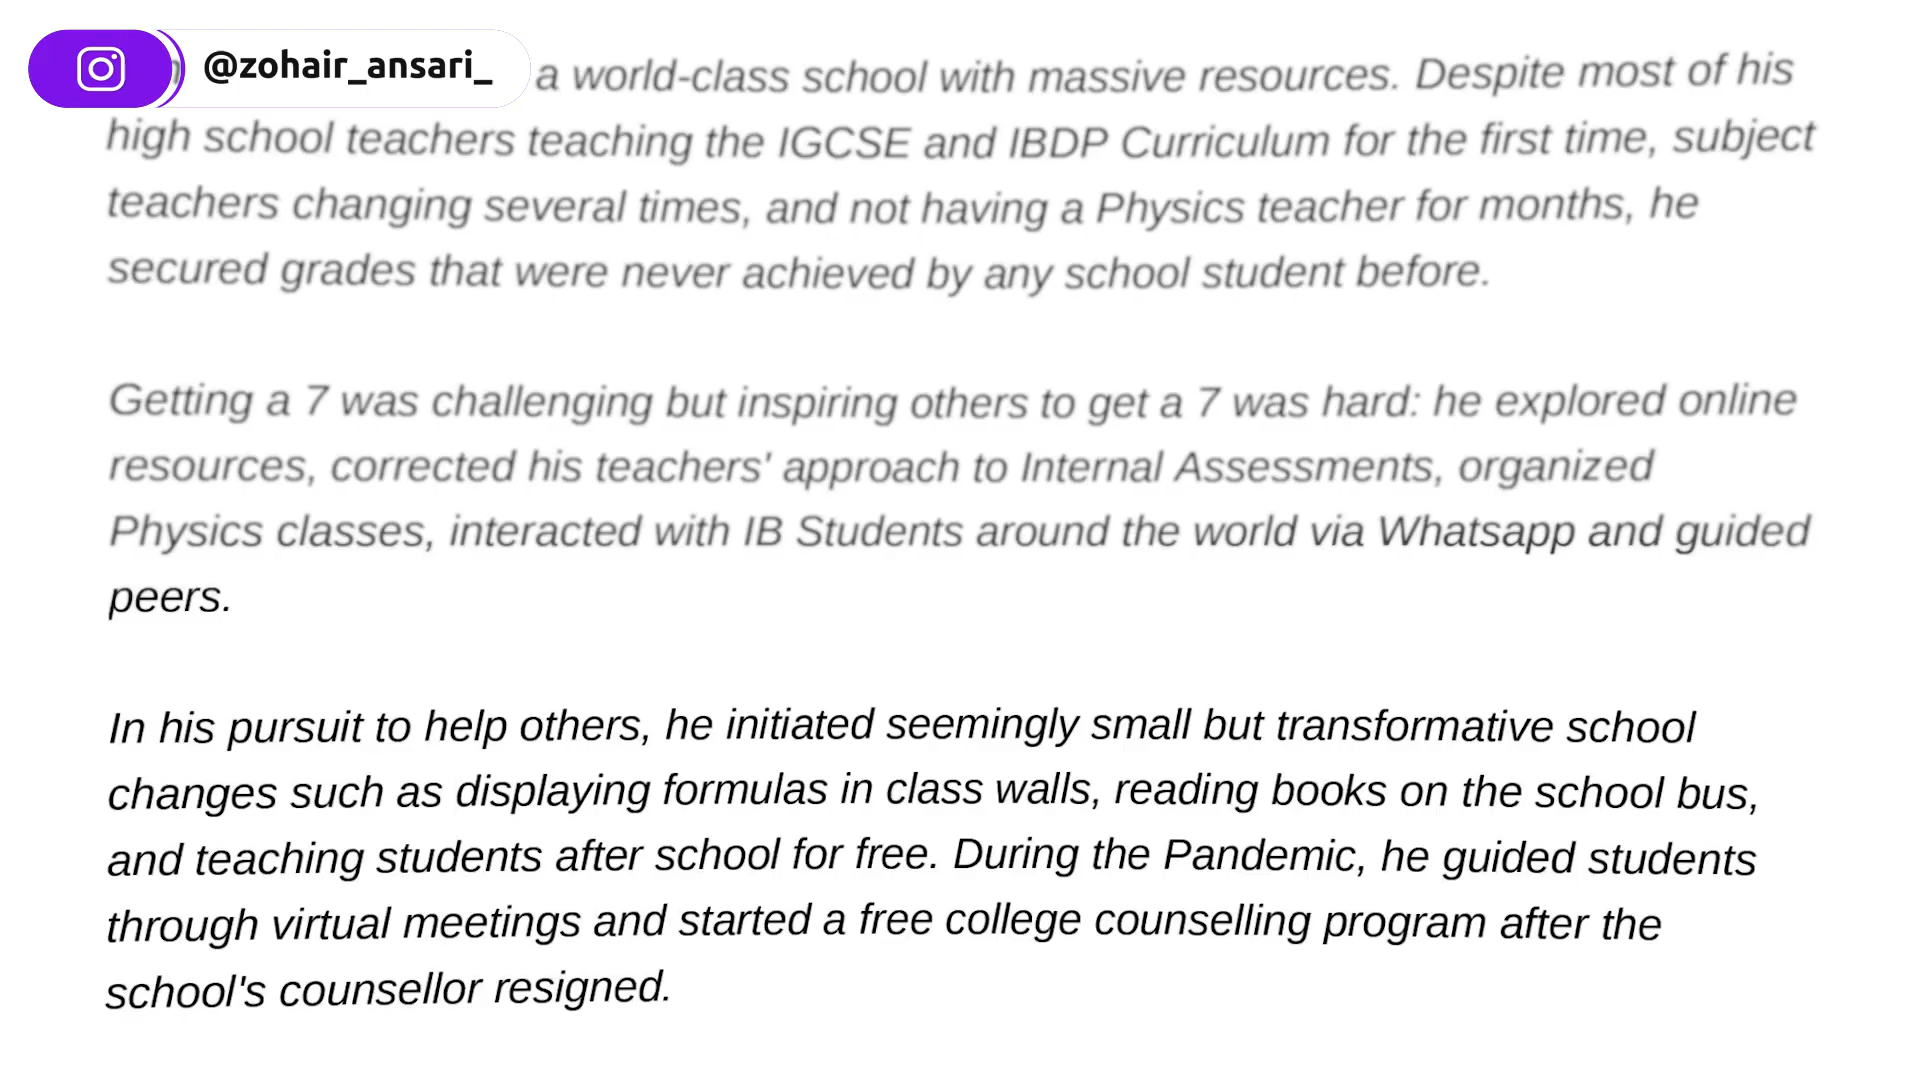 @zohair_ansari_ a world-class school with massive resources. Despite most of his
high school teachers teaching the IGCSE and IBDP Curriculum for the first time, subject
teachers changing several times, and not having a Physics teacher for months, he
secured grades that were never achieved by any school student before.
Getting a 7 was challenging but inspiring others to get a 7 was hard: he explored online
resources, corrected his teachers' approach to Internal Assessments, organized
Physics classes, interacted with IB Students around the world via Whatsapp and guided
peers.
In his pursuit to help others, he initiated seemingly small but transformative school
changes such as displaying formulas in class walls, reading books on the school bus,
and teaching students after school for free. During the Pandemic, he guided students
through virtual meetings and started a free college counselling program after the
school's counsellor resigned.